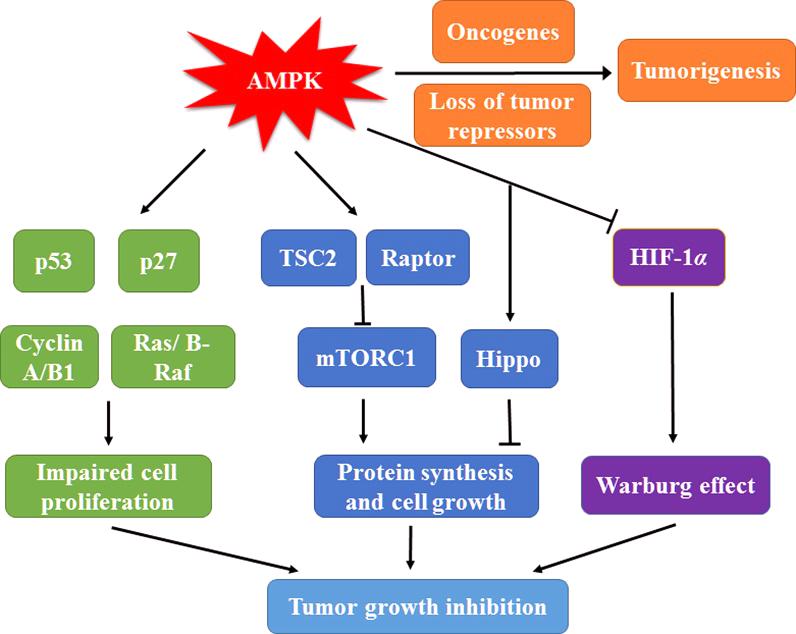 Oncogenes
AMPK
Tumorigenesis
Loss of tumor
repressors
p53
p27
TSC2
Raptor
HIF-1α
Cyclin
A/B1
Ras/ B-
Raf
mTORC1
Hippo
Impaired cell
proliferation
Protein synthesis
and cell growth
Warburg effect
Tumor growth inhibition